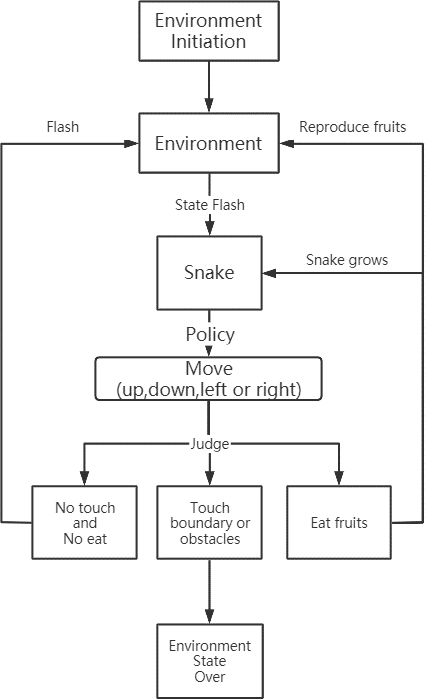 Environment
Initiation
Flash
Reproduce fruits
Environment
State Flash
Snake grows
Snake
Policy
Move
(up,down,left or right)
Judge
No touch
and
No eat
Touch
boundary or
obstacles
Eat fruits
Environment
State
Over